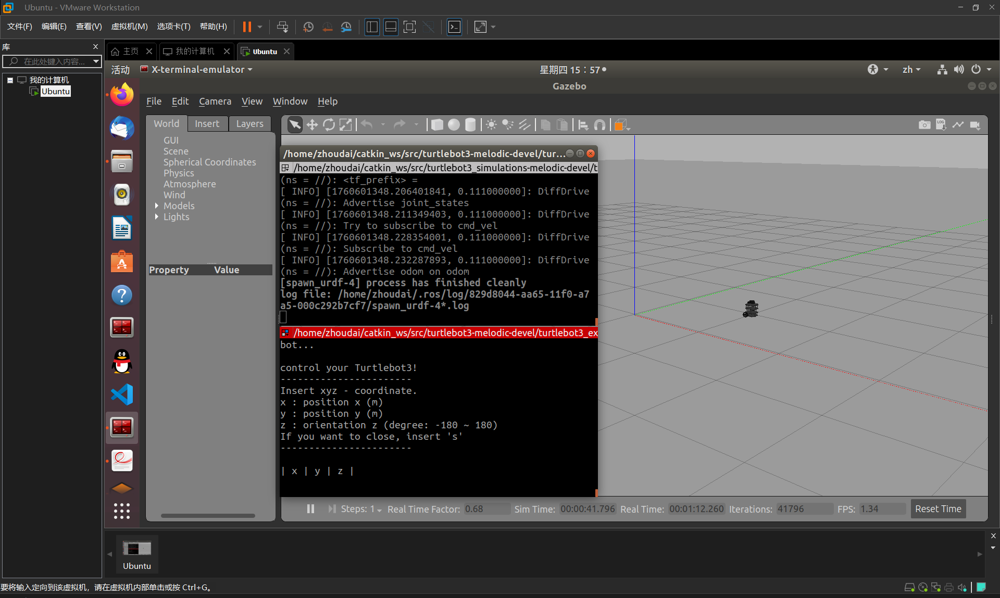 Ubuntu - VMware Workstation
文件(F) 编辑(E) 查看(V) 虚拟机(M) 选项卡(T) 帮助(H)
库
在此处键入内容...
我的计算机
Ubuntu
主页 我的计算机 Ubuntu
活动 X-terminal-emulator 星期四 15：57 zh
Gazebo
File Edit Camera View Window Help
World Insert Layers
GUI
Scene
Spherical Coordinates
Physics
Atmosphere
Wind
Models
Lights
Property Value
LOG
/home/zhoudai/catkin_ws/src/turtlebot3-melodic-devel/tur...
/home/zhoudai/catkin_ws/src/turtlebot3_simulations-melodic-devel/t
(ns = //): <tf_prefix> =
[ INFO] [1760601348.206401841, 0.111000000]: DiffDrive
(ns = //): Advertise joint_states
[ INFO] [1760601348.211349403, 0.111000000]: DiffDrive
(ns = //): Try to subscribe to cmd_vel
[ INFO] [1760601348.228354001, 0.111000000]: DiffDrive
(ns = //): Subscribe to cmd_vel
[ INFO] [1760601348.232287893, 0.111000000]: DiffDrive
(ns = //): Advertise odom on odom
[spawn_urdf-4] process has finished cleanly
log file: /home/zhoudai/.ros/log/829d8044-aa65-11f0-a7
a5-000c292b7cf7/spawn_urdf-4*.log
/home/zhoudai/catkin_ws/src/turtlebot3-melodic-devel/turtlebot3_ex
bot...
control your Turtlebot3!
-----------------------
Insert xyz - coordinate.
x : position x (m)
y : position y (m)
z : orientation z (degree: -180 ~ 180)
If you want to close, insert 's'
-----------------------
| x | y | z |
Steps: 1 Real Time Factor: 0.68 Sim Time: 00:00:41.796 Real Time: 00:01:12.260 Iterations: 41796 FPS: 1.34 Reset Time
Ubuntu
要将输入定向到该虚拟机，请在虚拟机内部单击或按 Ctrl+G。